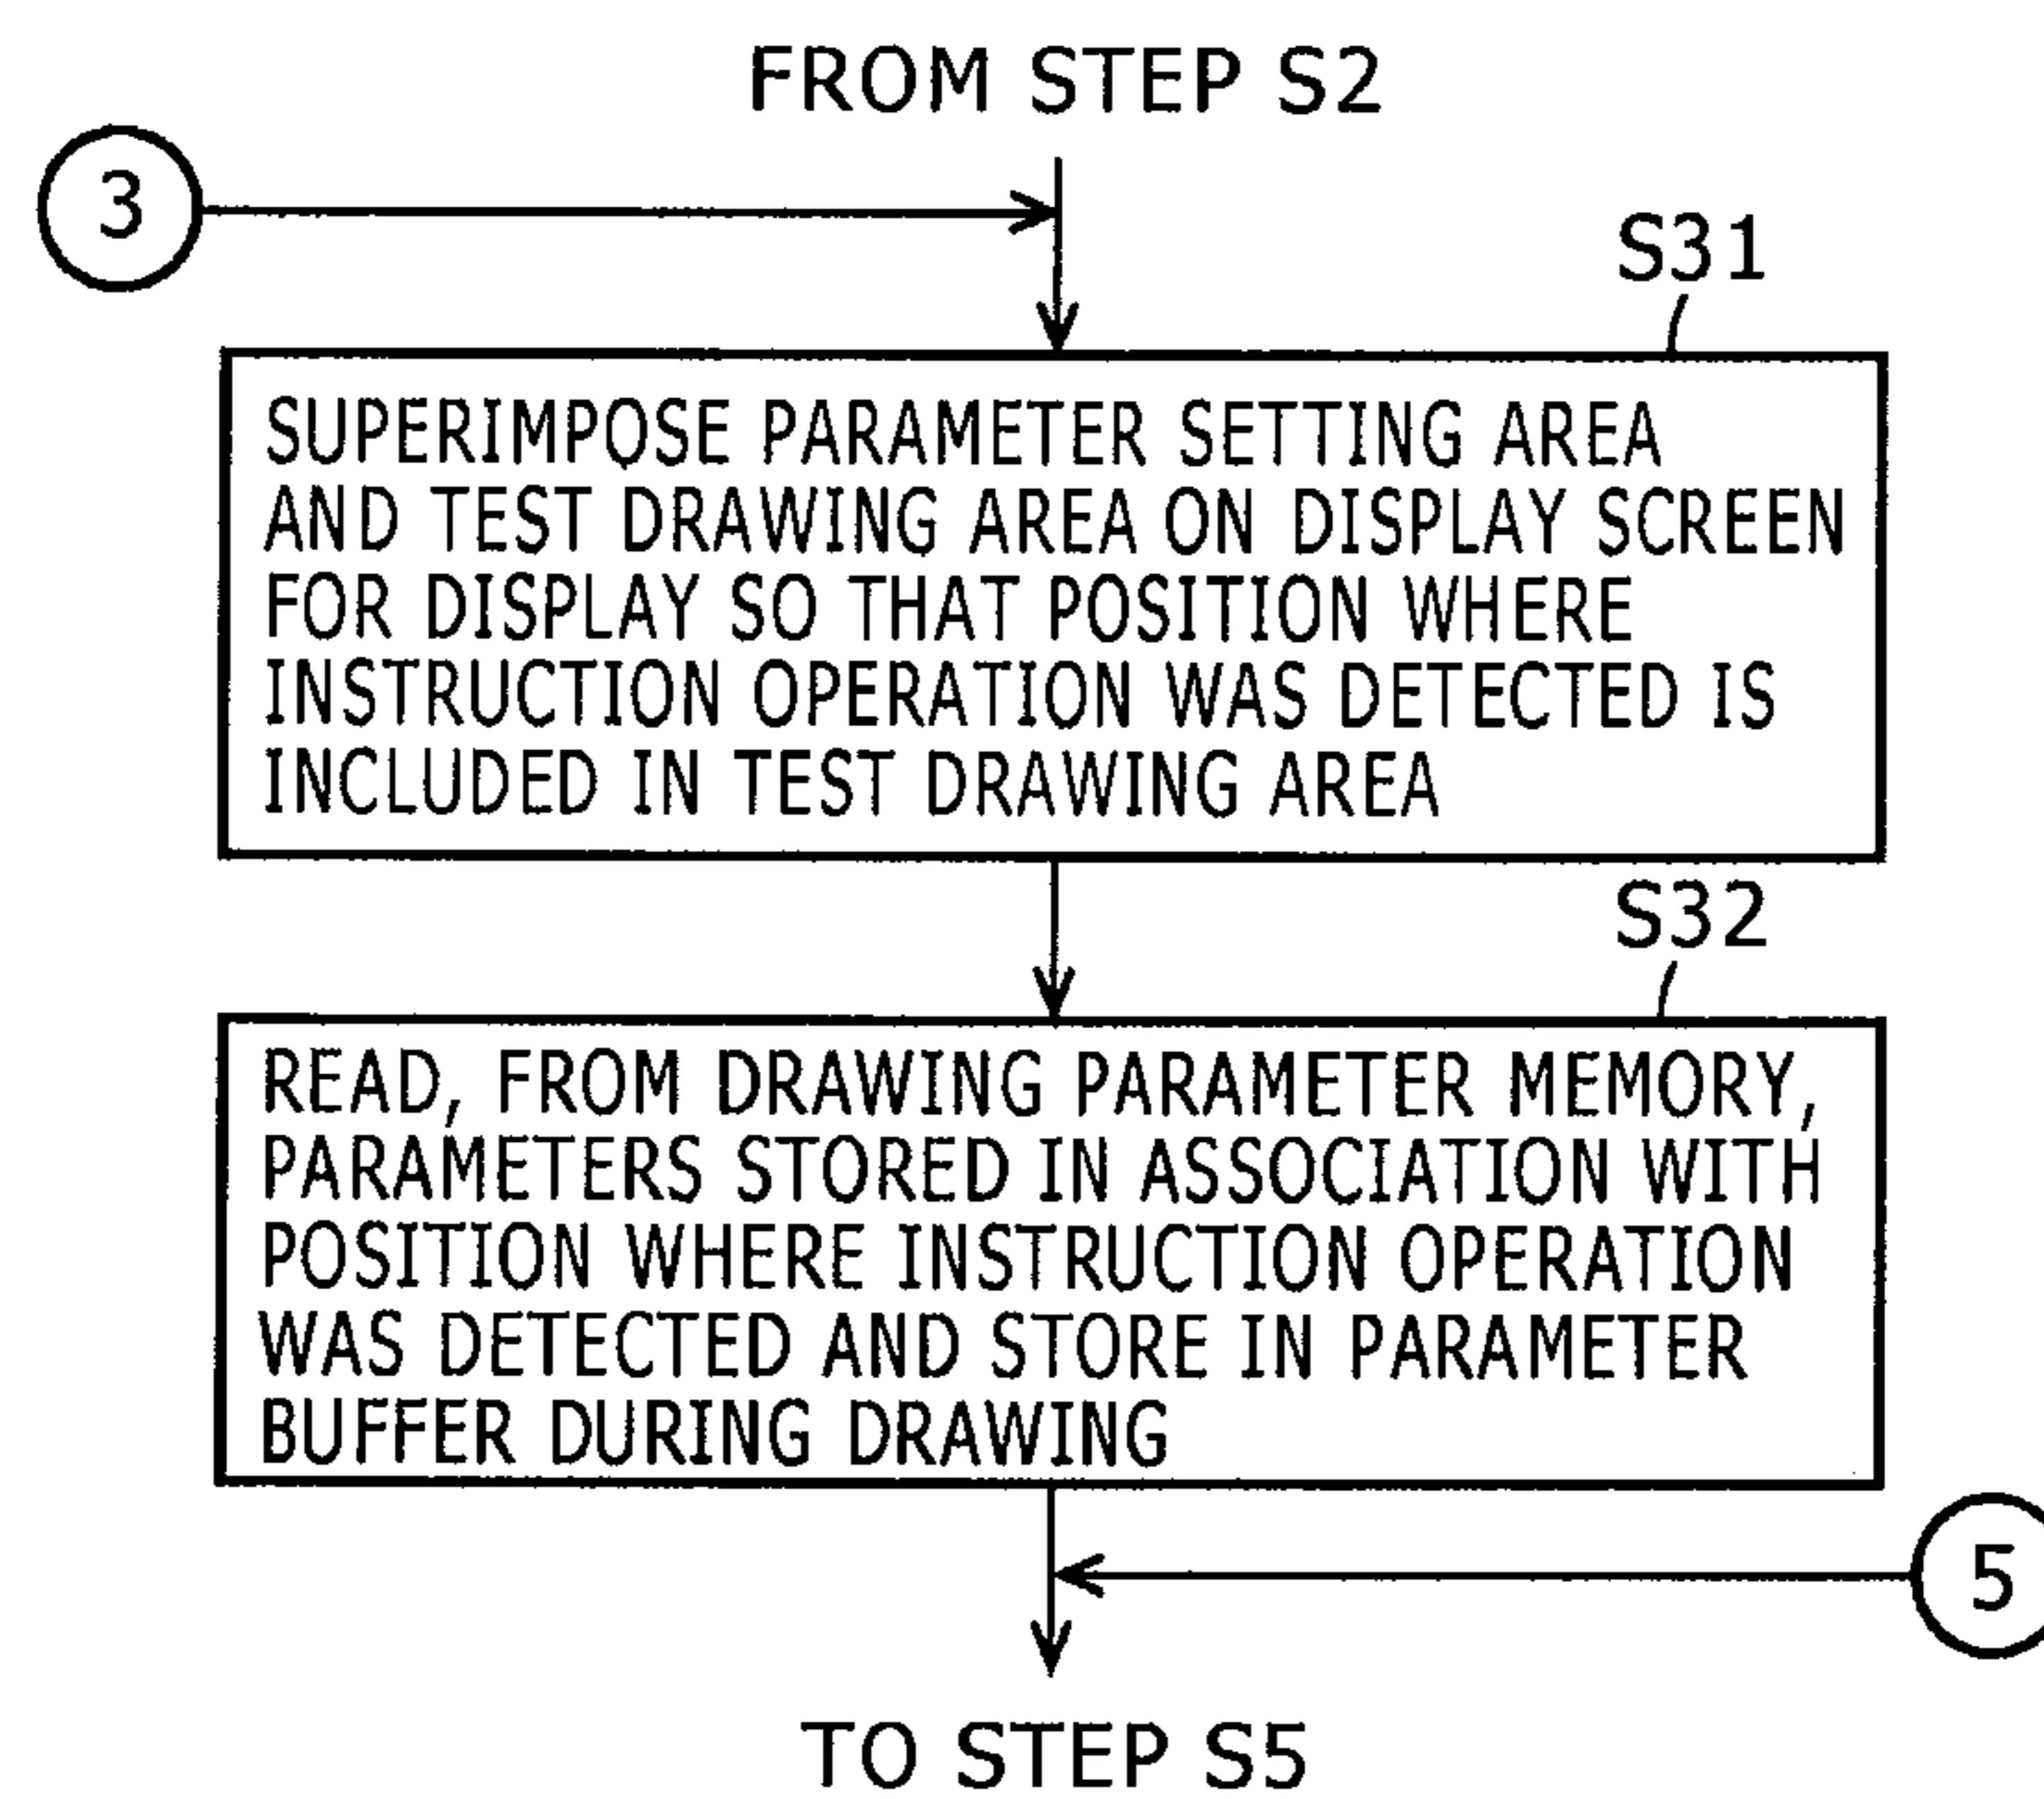 FROM STEP S2
3
S31
SUPERIMPOSE PARAMETER SETTING AREA
AND TEST DRAWING AREA ON DISPLAY SCREEN
FOR DISPLAY SO THAT POSITION WHERE
INSTRUCTION OPERATION WAS DETECTED IS
INCLUDED IN TEST DRAWING AREA
S32
READ, FROM DRAWING PARAMETER MEMORY,
PARAMETERS STORED IN ASSOCIATION WITH
POSITION WHERE INSTRUCTION OPERATION
WAS DETECTED AND STORE IN PARAMETER
BUFFER DURING DRAWING
5
TO STEP S5